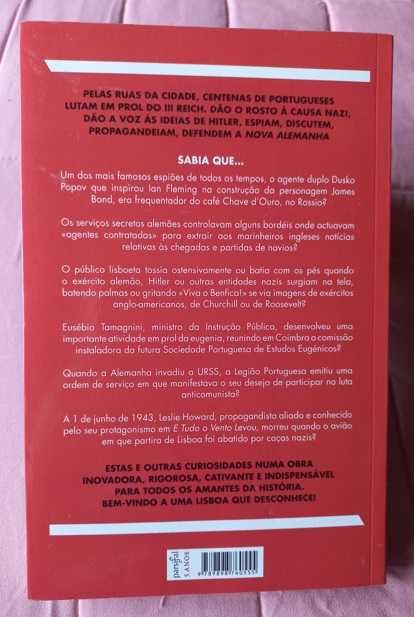 PELAS RUAS DA CIDADE, CENTENAS DE PORTUGUESES
LUTAM EM PROL DO III REICH. DÃO O ROSTO À CAUSA NAZI,
DÃO A VOZ ÀS IDEIAS DE HITLER, ESPIAM, DISCUTEM,
PROPAGANDEIAM, DEFENDEM A NOVA ALEMANHA
SABIA QUE...
Um dos mais famosos espiões de todos os tempos, o agente duplo Dusko
Popov que inspirou Ian Fleming na construção da personagem James
Bond, era frequentador do café Chave d'Ouro, no Rossio?
Os serviços secretos alemães controlavam alguns bordéis onde actuavam
«agentes contratadas» para extrair aos marinheiros ingleses notícias
relativas às chegadas e partidas de navios?
O público lisboeta tossia ostensivamente ou batia com os pés quando
o exército alemão, Hitler ou outras entidades nazis surgiam na tela,
batendo palmas ou gritando «Viva o Benfica!» se via imagens de exércitos
anglo-americanos, de Churchill ou de Roosevelt?
Eusébio Tamagnini, ministro da Instrução Pública, desenvolveu uma
importante atividade em prol da eugenia, reunindo em Coimbra a comissão
instaladora da futura Sociedade Portuguesa de Estudos Eugénicos?
Quando a Alemanha invadiu a URSS, a Legião Portuguesa emitiu uma
ordem de serviço em que manifestava o seu desejo de participar na luta
anticomunista?
A 1 de junho de 1943, Leslie Howard, propagandista aliado e conhecido
pelo seu protagonismo em E Tudo o Vento Levou, morreu quando o avião
em que partira de Lisboa foi abatido por caças nazis?
ESTAS E OUTRAS CURIOSIDADES NUMA OBRA
INOVADORA, RIGOROSA, CATIVANTE E INDISPENSÁVEL
PARA TODOS OS AMANTES DA HISTÓRIA.
BEM-VINDO A UMA LISBOA QUE DESCONHECE!
parsifal
5 ANOS